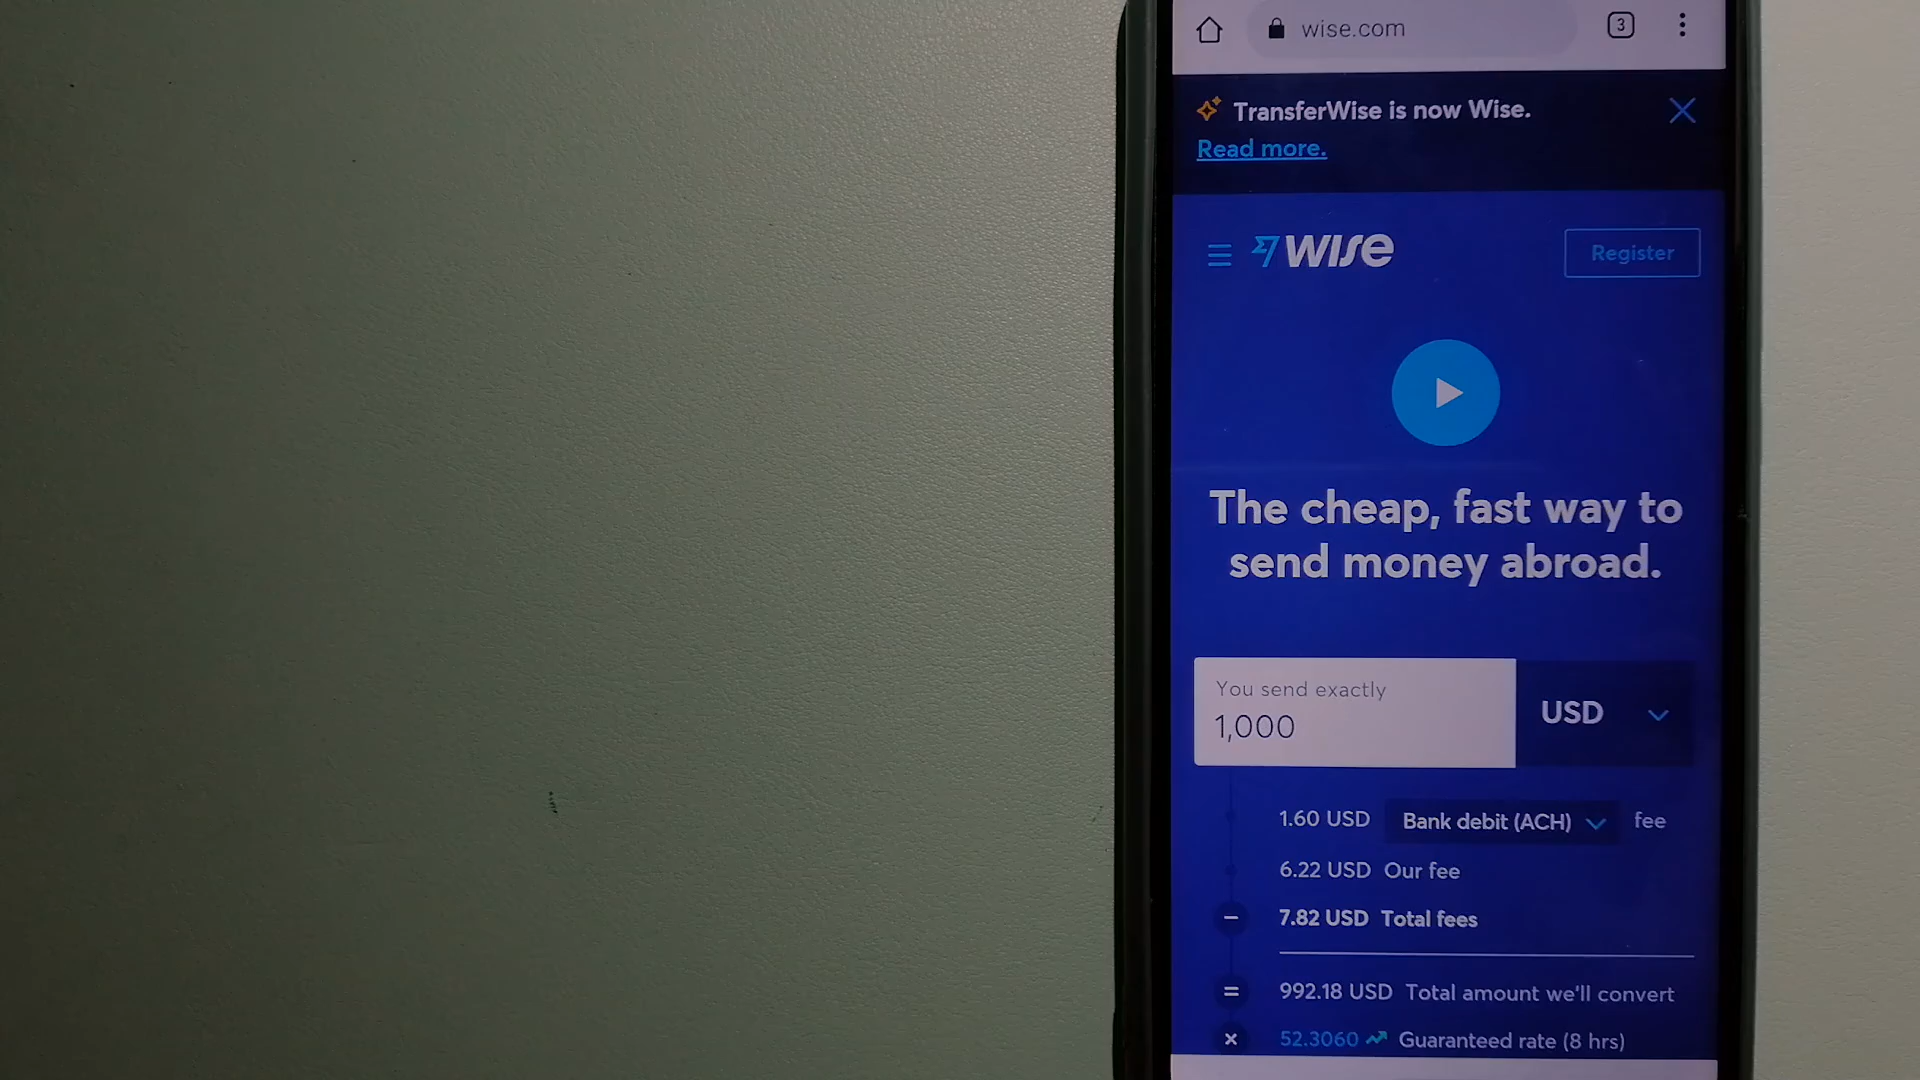 wise.com
3
TransferWise is now Wise.
Read more.
WISE
Register
The cheap, fast way to
send money abroad.
You send exactly
1,000
USD
1.60 USD Bank debit (ACH) fee
6.22 USD Our fee
7.82 USD Total fees
992.18 USD Total amount we'll convert
52.3060 Guaranteed rate (8 hrs)